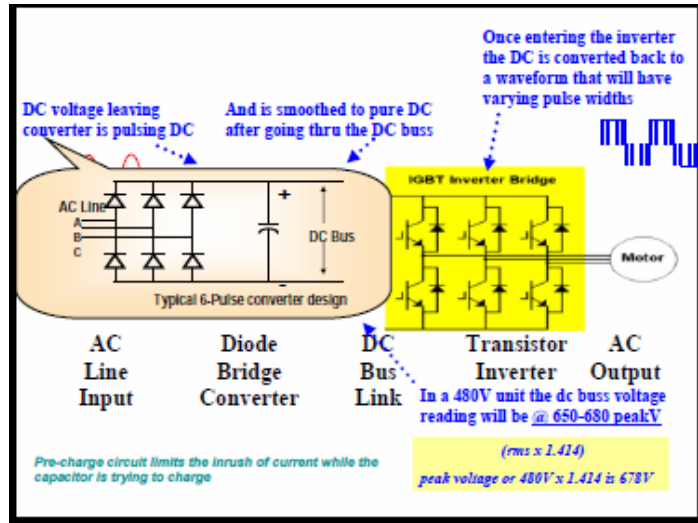 Once entering the inverter
the DC is converted back to
a waveform that will have
varying pulse widths
DC voltage leaving
converter is pulsing DC
And is smoothed to pure DC
after going thru the DC buss
IGBT Inverter Bridge
AC Line
A
B
C
+
DC Bus
-
Motor
Typical 6-Pulse converter design
AC
Line
Input
Diode
Bridge
Converter
DC
Bus
Link
Transistor
Inverter
AC
Output
In a 480V unit the dc buss voltage
reading will be @ 650-680 peakV
(rms x 1.414)
peak voltage or 480V x 1.414 is 678V
Pre-charge circuit limits the inrush of current while the
capacitor is trying to charge